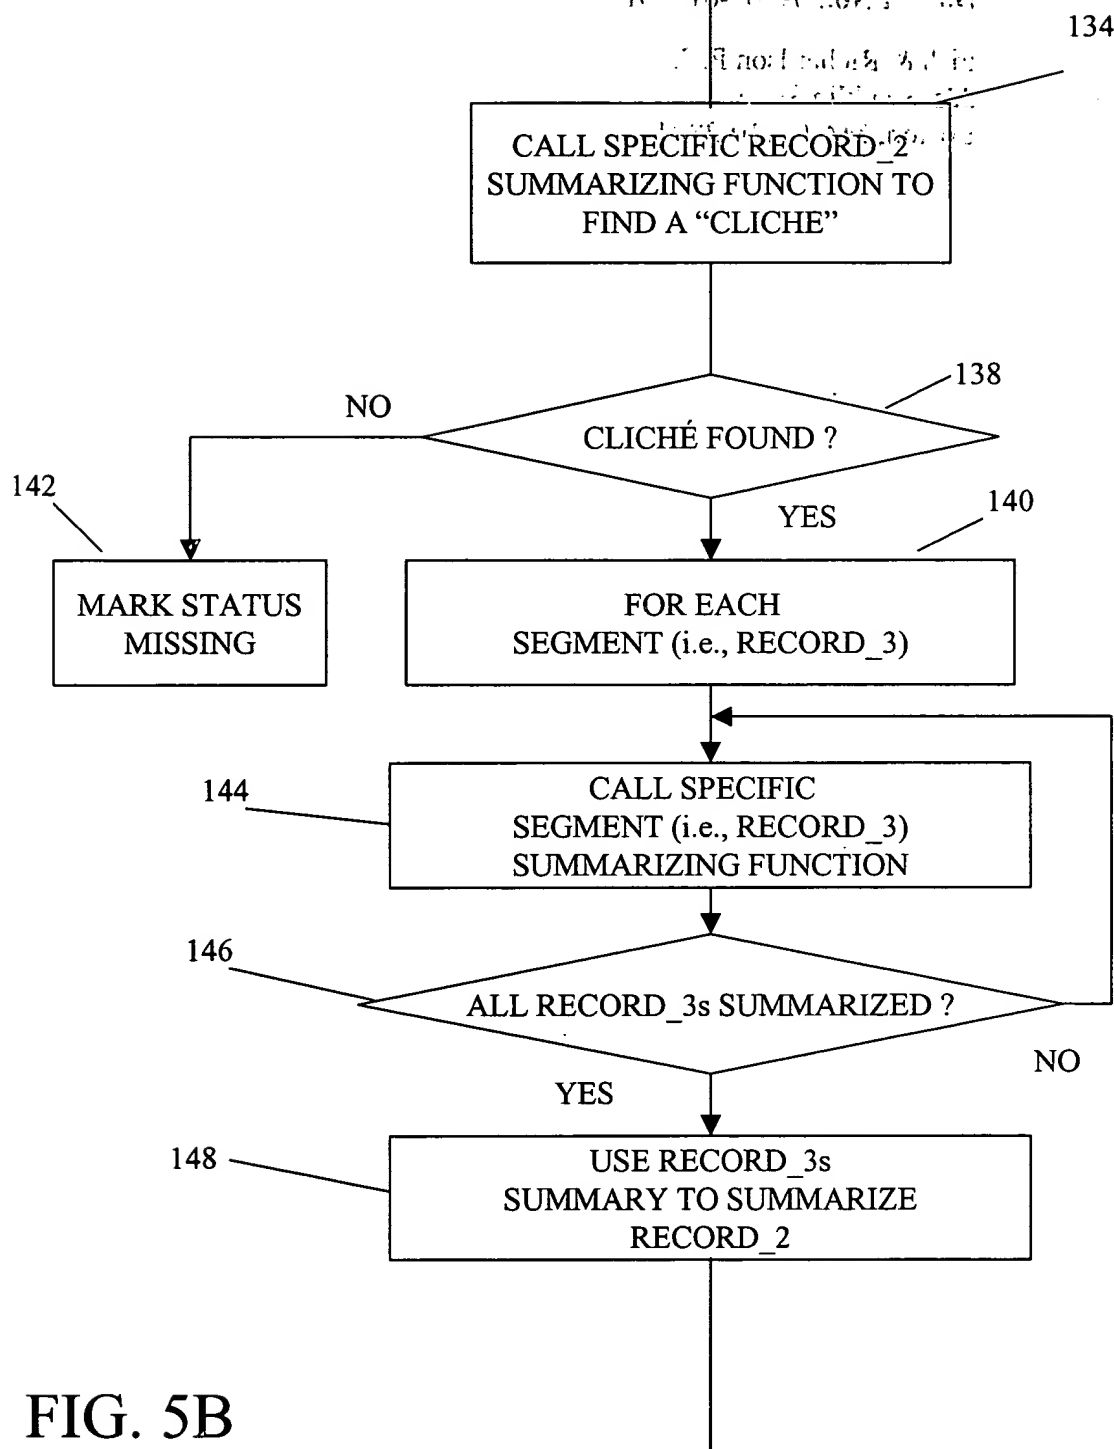 134
CALL SPECIFIC RECORD_2
SUMMARIZING FUNCTION TO
FIND A “CLICHE”
138
NO
CLICHÉ FOUND ?
142
YES
140
MARK STATUS
MISSING
FOR EACH
SEGMENT (i.e., RECORD_3)
144
CALL SPECIFIC
SEGMENT (i.e., RECORD_3)
SUMMARIZING FUNCTION
146
ALL RECORD_3s SUMMARIZED ?
NO
YES
148
USE RECORD_3s
SUMMARY TO SUMMARIZE
RECORD_2
FIG. 5B